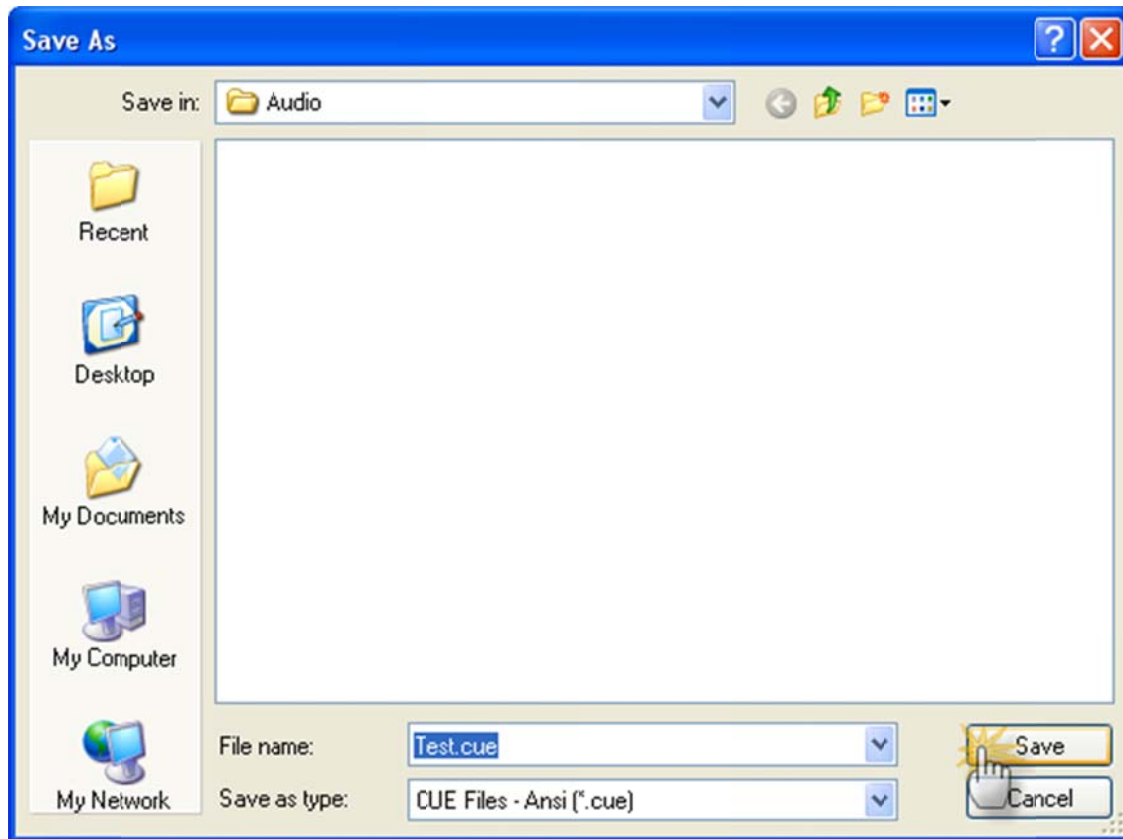 Save As
Save in:
Audio
Recent
Desktop
My Documents
My Computer
My Network
File name:
Test.cue
Save
Save as type:
CUE Files - Ansi (*.cue)
Cancel